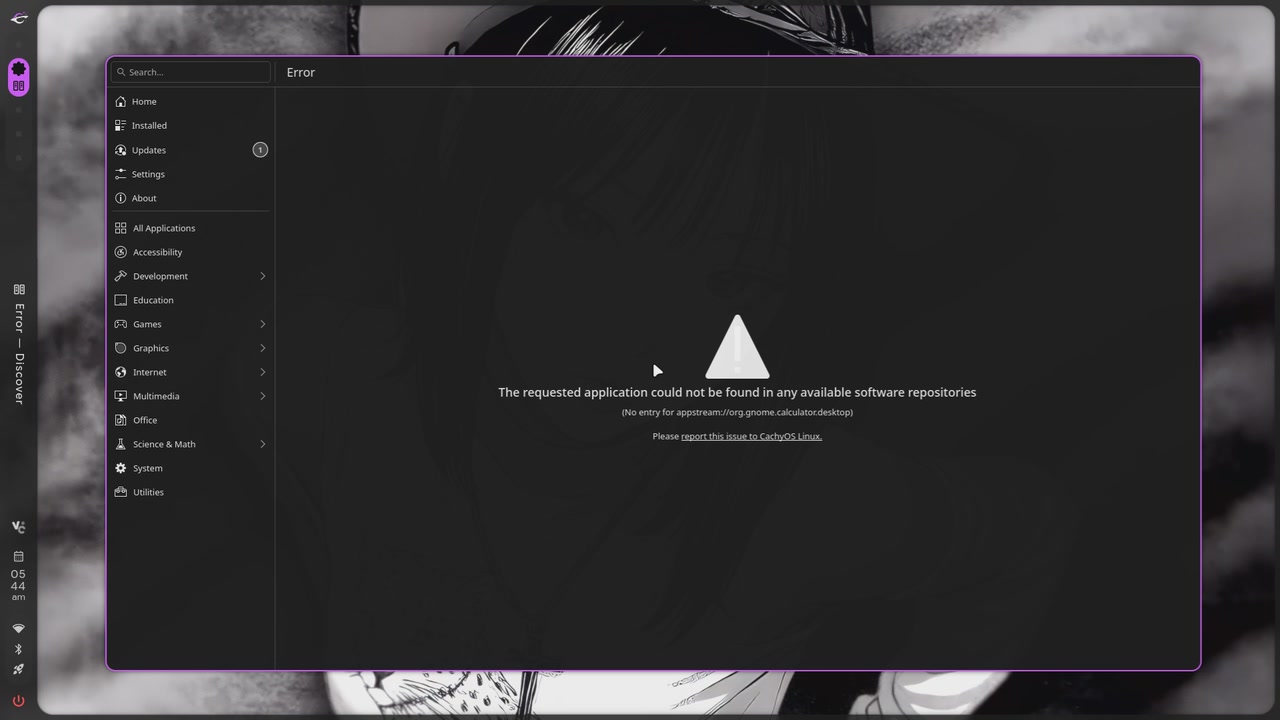 Search...
Error
Home
Installed
Updates
1
Settings
About
All Applications
Accessibility
Development
Education
Games
Graphics
Internet
Multimedia
Office
Science & Math
System
Utilities
The requested application could not be found in any available software repositories
(No entry for appstream://org.gnome.calculator.desktop)
Please report this issue to CachyOS Linux.
Error — Discover
05
44
am